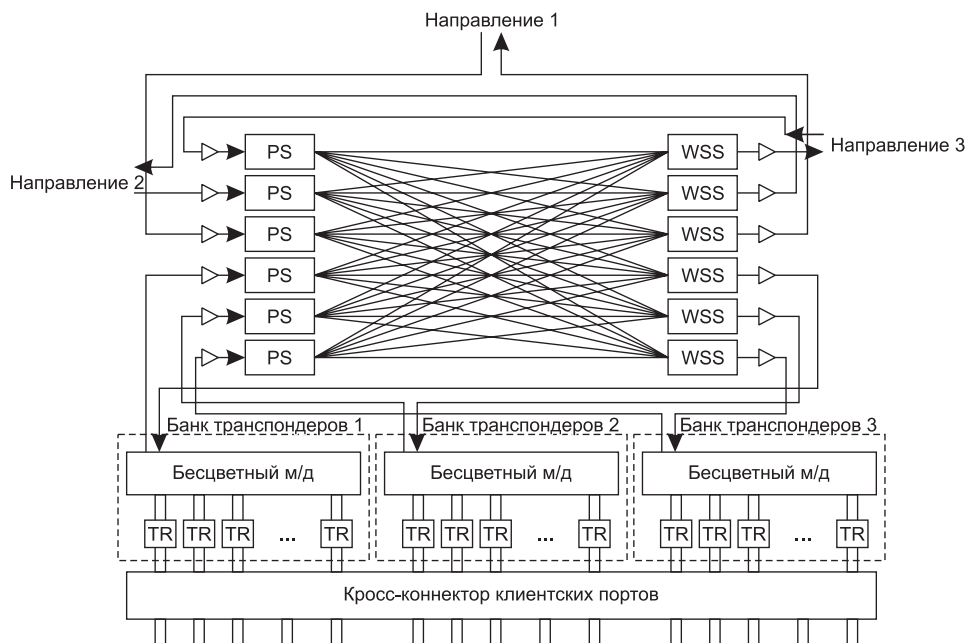 Направление 1
Направление 3
Направление 2
PS WSS
PS WSS
PS WSS
PS WSS
PS WSS
PS WSS
Банк транспондеров 1 Банк транспондеров 2 Банк транспондеров 3
Бесцветный м/д Бесцветный м/д Бесцветный м/д
TR TR TR ... TR TR TR TR ... TR TR TR TR ... TR
Кросс-коннектор клиентских портов